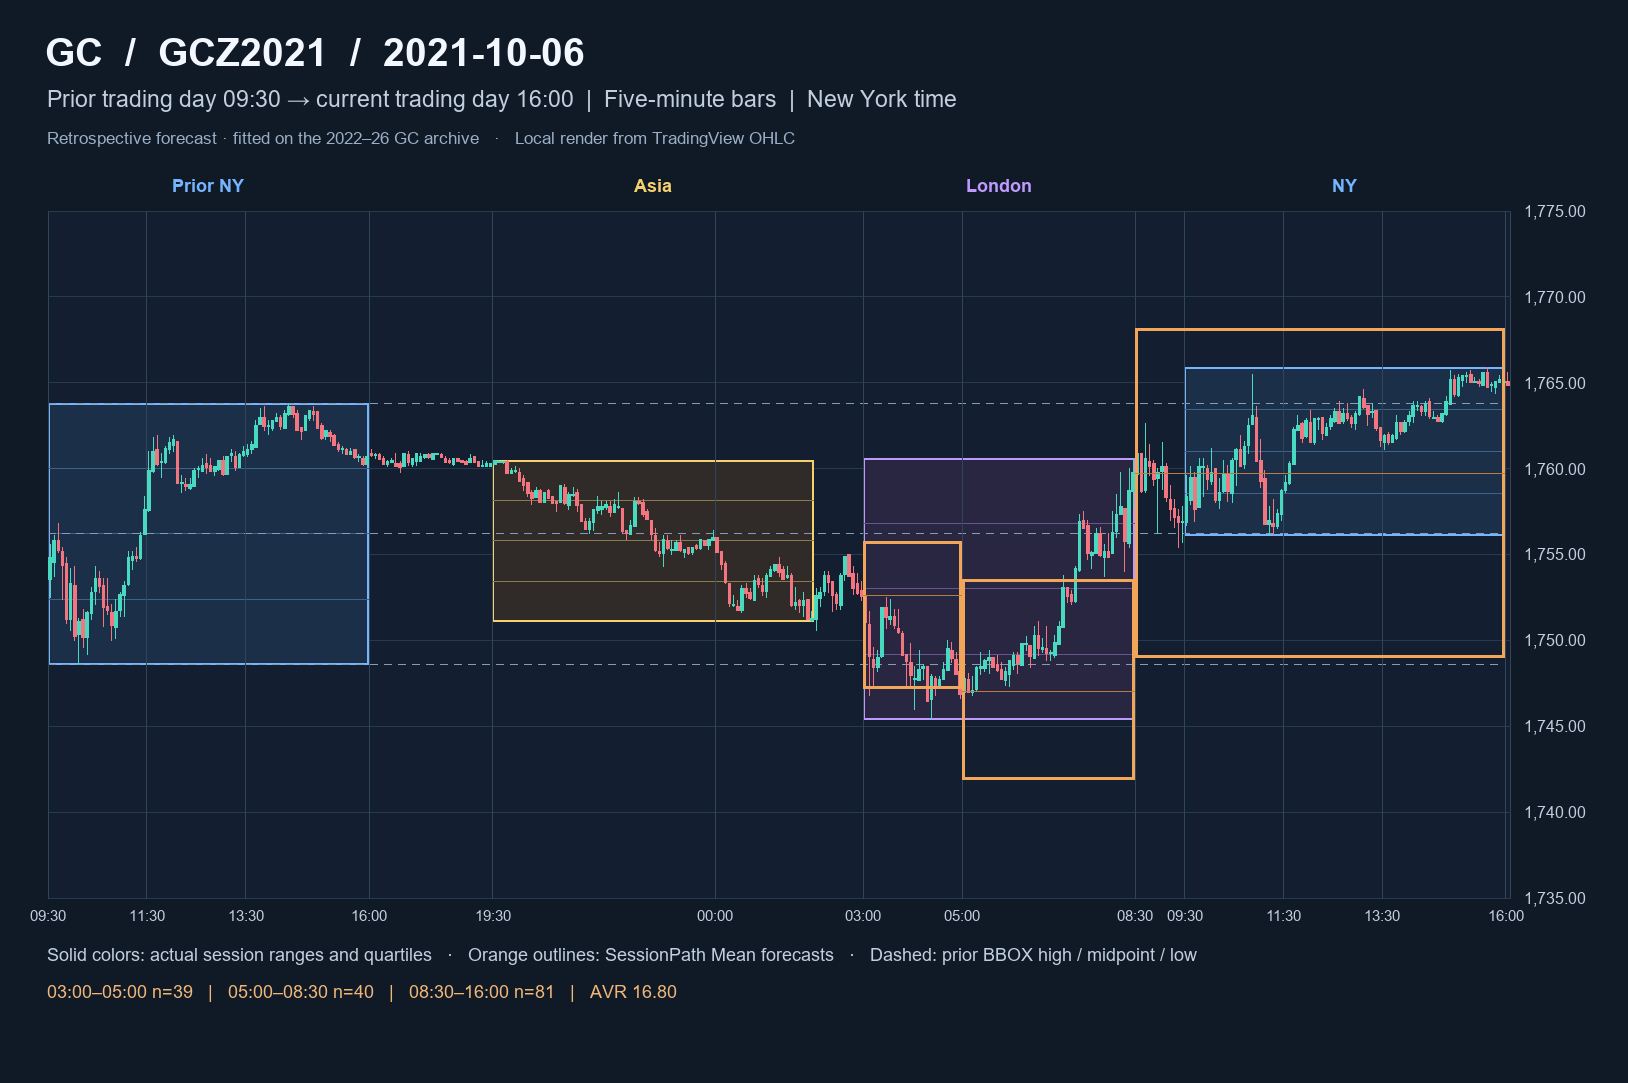 GC / GCZ2021 / 2021-10-06
Prior trading day 09:30 → current trading day 16:00 | Five-minute bars | New York time
Retrospective forecast · fitted on the 2022–26 GC archive · Local render from TradingView OHLC
Prior NY Asia London NY
1,775.00
1,770.00
1,765.00
1,760.00
1,755.00
1,750.00
1,745.00
1,740.00
1,735.00
09:30 11:30 13:30 16:00 19:30 00:00 03:00 05:00 08:30 09:30 11:30 13:30 16:00
Solid colors: actual session ranges and quartiles · Orange outlines: SessionPath Mean forecasts · Dashed: prior BBOX high / midpoint / low
03:00–05:00 n=39 | 05:00–08:30 n=40 | 08:30–16:00 n=81 | AVR 16.80